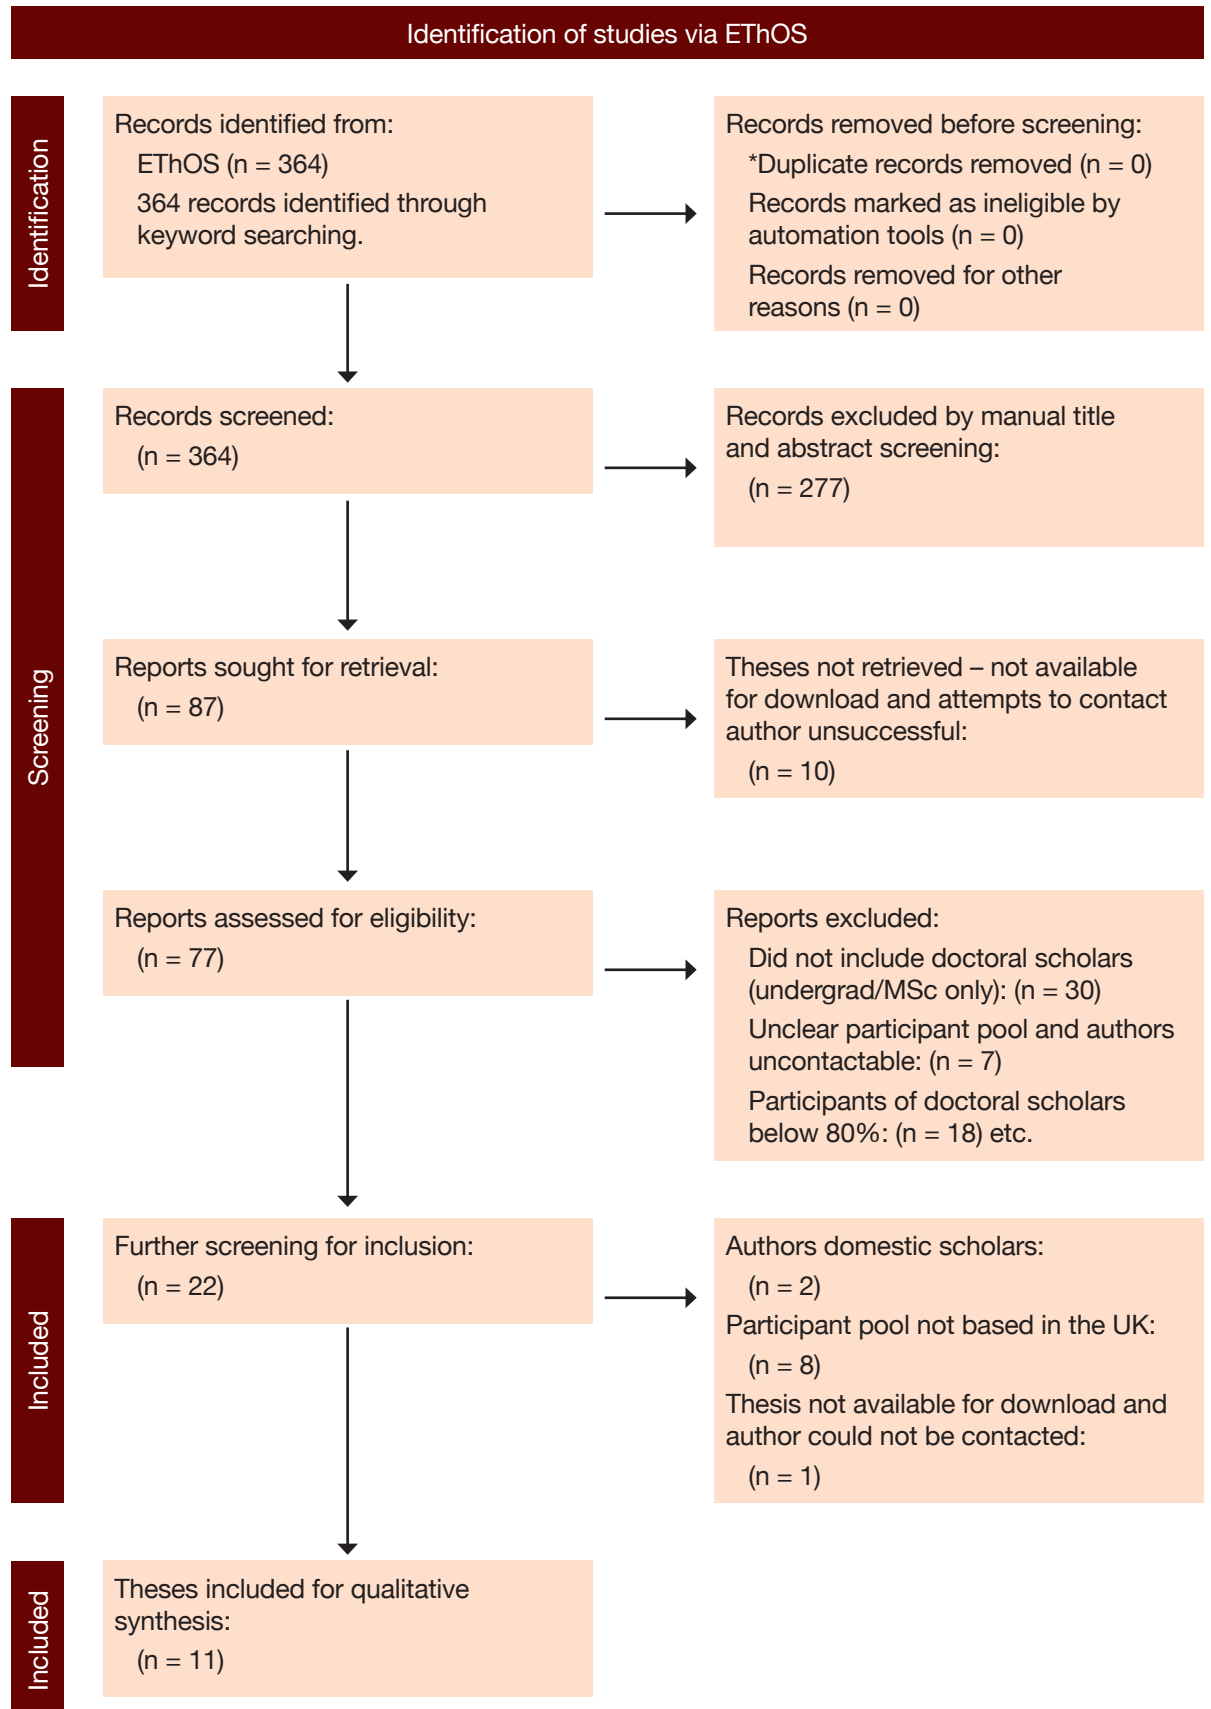 Identification of studies via EThOS
Identification
Records identified from:
EThOS (n = 364)
364 records identified through
keyword searching.
Records removed before screening:
*Duplicate records removed (n = 0)
Records marked as ineligible by
automation tools (n = 0)
Records removed for other
reasons (n = 0)
Screening
Records screened:
(n = 364)
Records excluded by manual title
and abstract screening:
(n = 277)
Reports sought for retrieval:
(n = 87)
Theses not retrieved – not available
for download and attempts to contact
author unsuccessful:
(n = 10)
Reports assessed for eligibility:
(n = 77)
Reports excluded:
Did not include doctoral scholars
(undergrad/MSc only): (n = 30)
Unclear participant pool and authors
uncontactable: (n = 7)
Participants of doctoral scholars
below 80%: (n = 18) etc.
Included
Further screening for inclusion:
(n = 22)
Authors domestic scholars:
(n = 2)
Participant pool not based in the UK:
(n = 8)
Thesis not available for download and
author could not be contacted:
(n = 1)
Included
Theses included for qualitative
synthesis:
(n = 11)